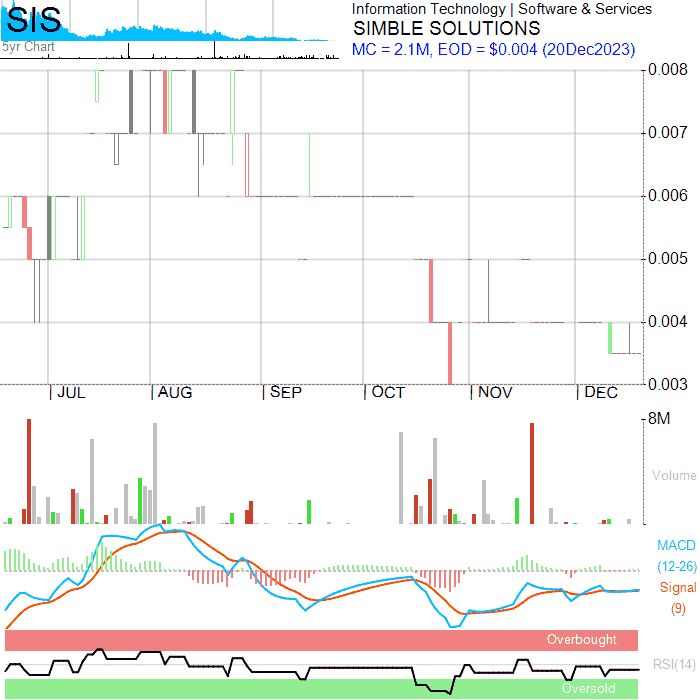 SIS
5yr Chart
Information Technology | Software & Services
SIMBLE SOLUTIONS
MC = 2.1M, EOD = $0.004 (20Dec2023)
0.008
0.007
0.006
0.005
0.004
0.003
JUL AUG SEP OCT NOV DEC
8M
Volume
MACD
(12-26)
Signal
(9)
Overbought
RSI(14)
Oversold